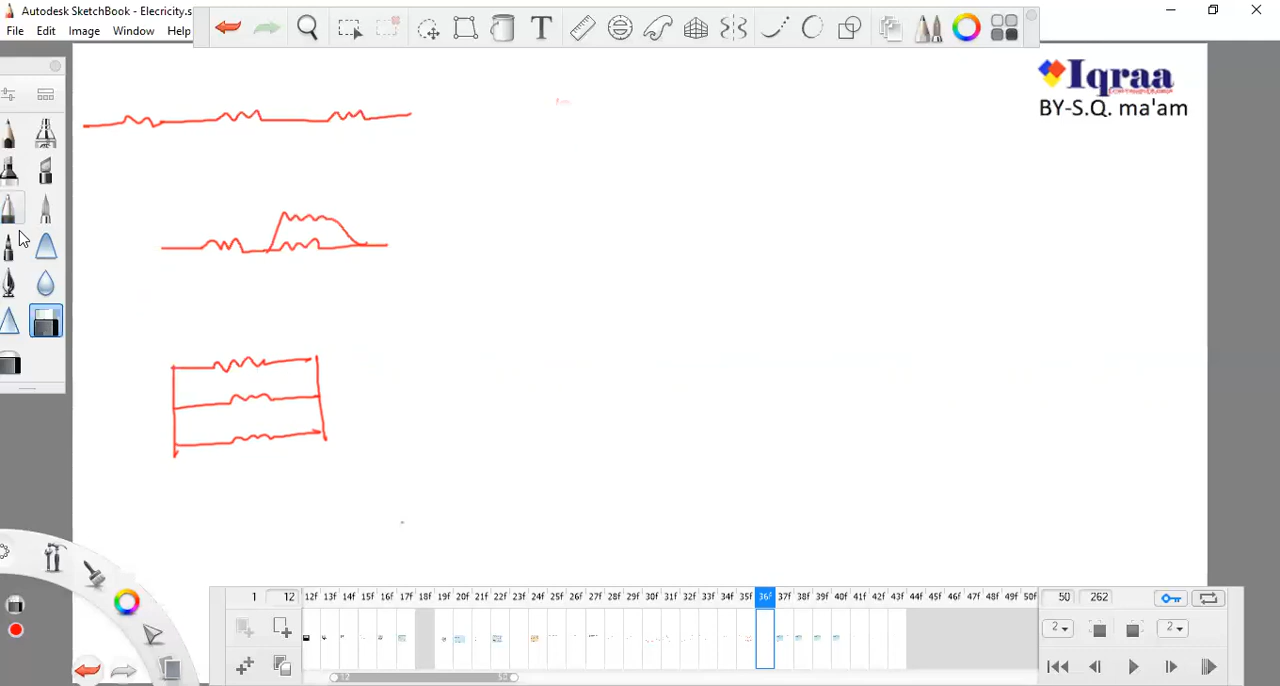 Autodesk SketchBook - Elecricity.s
File Edit Image Window Help
T
Iqraa
BY-S.Q. ma'am
1 12 12f 13f 14f 15f 16f 17f 18f 19f 20f 21f 22f 23f 24f 25f 26f 27f 28f 29f 30f 31f 32f 33f 34f 35f 36f 37f 38f 39f 40f 41f 42f 43f 44f 45f 46f 47f 48f 49f 50f 50 262
2 2
12 50